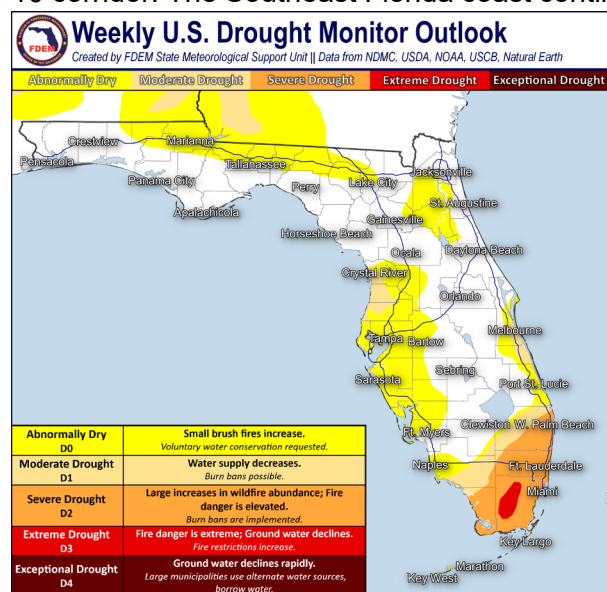 Weekly U.S. Drought Monitor Outlook
Created by FDEM State Meteorological Support Unit || Data from NDMC, USDA, NOAA, USCB, Natural Earth
FDEM
Abnormally Dry Moderate Drought Severe Drought Extreme Drought Exceptional Drought
Crestview
Marianna
Pensacola
Tallahassee
Jacksonville
Panama City
Lake City
Perry
Apalachicola
St. Augustine
Gainesville
Horseshoe Beach
Ocala
Daytona Beach
Crystal River
Orlando
Melbourne
Tampa
Bartow
Sebring
Sarasota
Port St. Lucie
Clewiston W. Palm Beach
Ft. Myers
Naples
Ft. Lauderdale
Miami
Key Largo
Marathon
Key West
Abnormally Dry
D0
Small brush fires increase.
Voluntary water conservation requested.
Moderate Drought
D1
Water supply decreases.
Burn bans possible.
Severe Drought
D2
Large increases in wildfire abundance; Fire
danger is elevated.
Burn bans are implemented.
Extreme Drought
D3
Fire danger is extreme; Ground water declines.
Fire restrictions increase.
Exceptional Drought
D4
Ground water declines rapidly.
Large municipalities use alternate water sources,
borrow water.